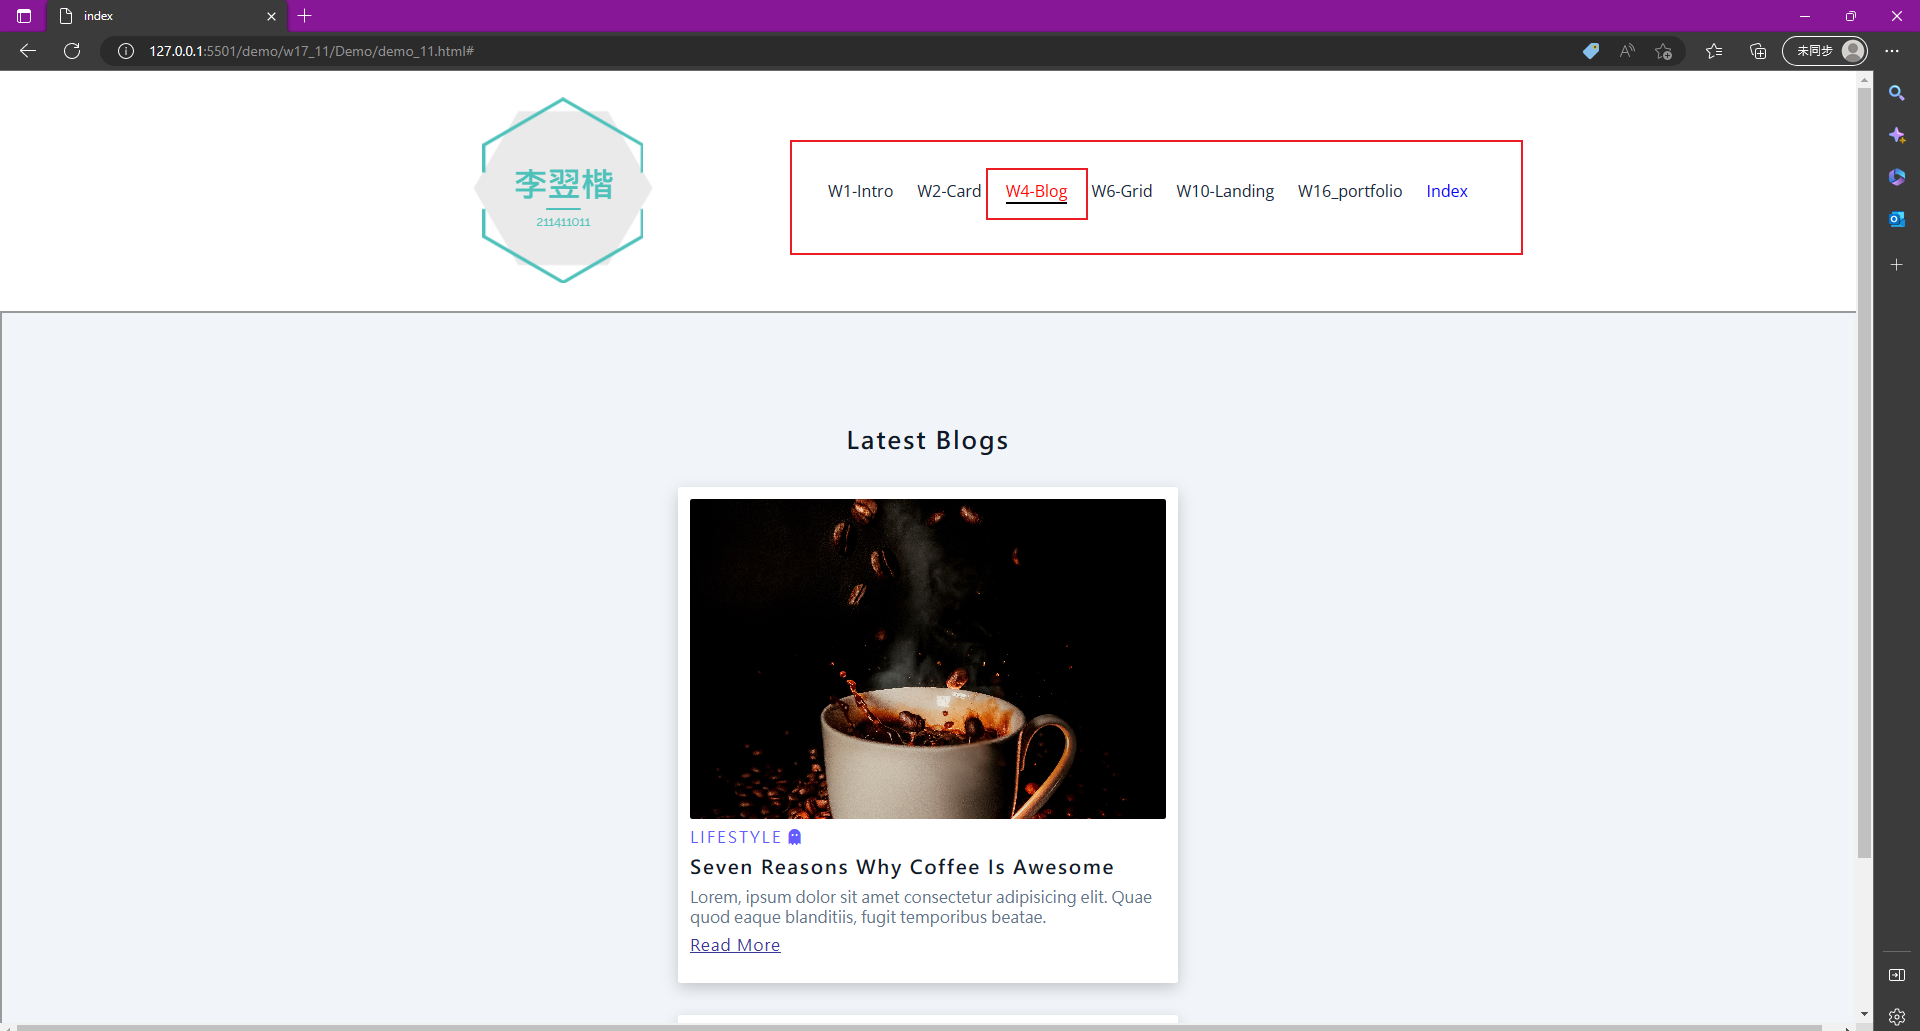 index
127.0.0.1:5501/demo/w17_11/Demo/demo_11.html#
未同步
李翌楷
211411011
W1-Intro W2-Card W4-Blog W6-Grid W10-Landing W16_portfolio Index
Latest Blogs
LIFESTYLE
Seven Reasons Why Coffee Is Awesome
Lorem, ipsum dolor sit amet consectetur adipisicing elit. Quae
quod eaque blanditiis, fugit temporibus beatae.
Read More